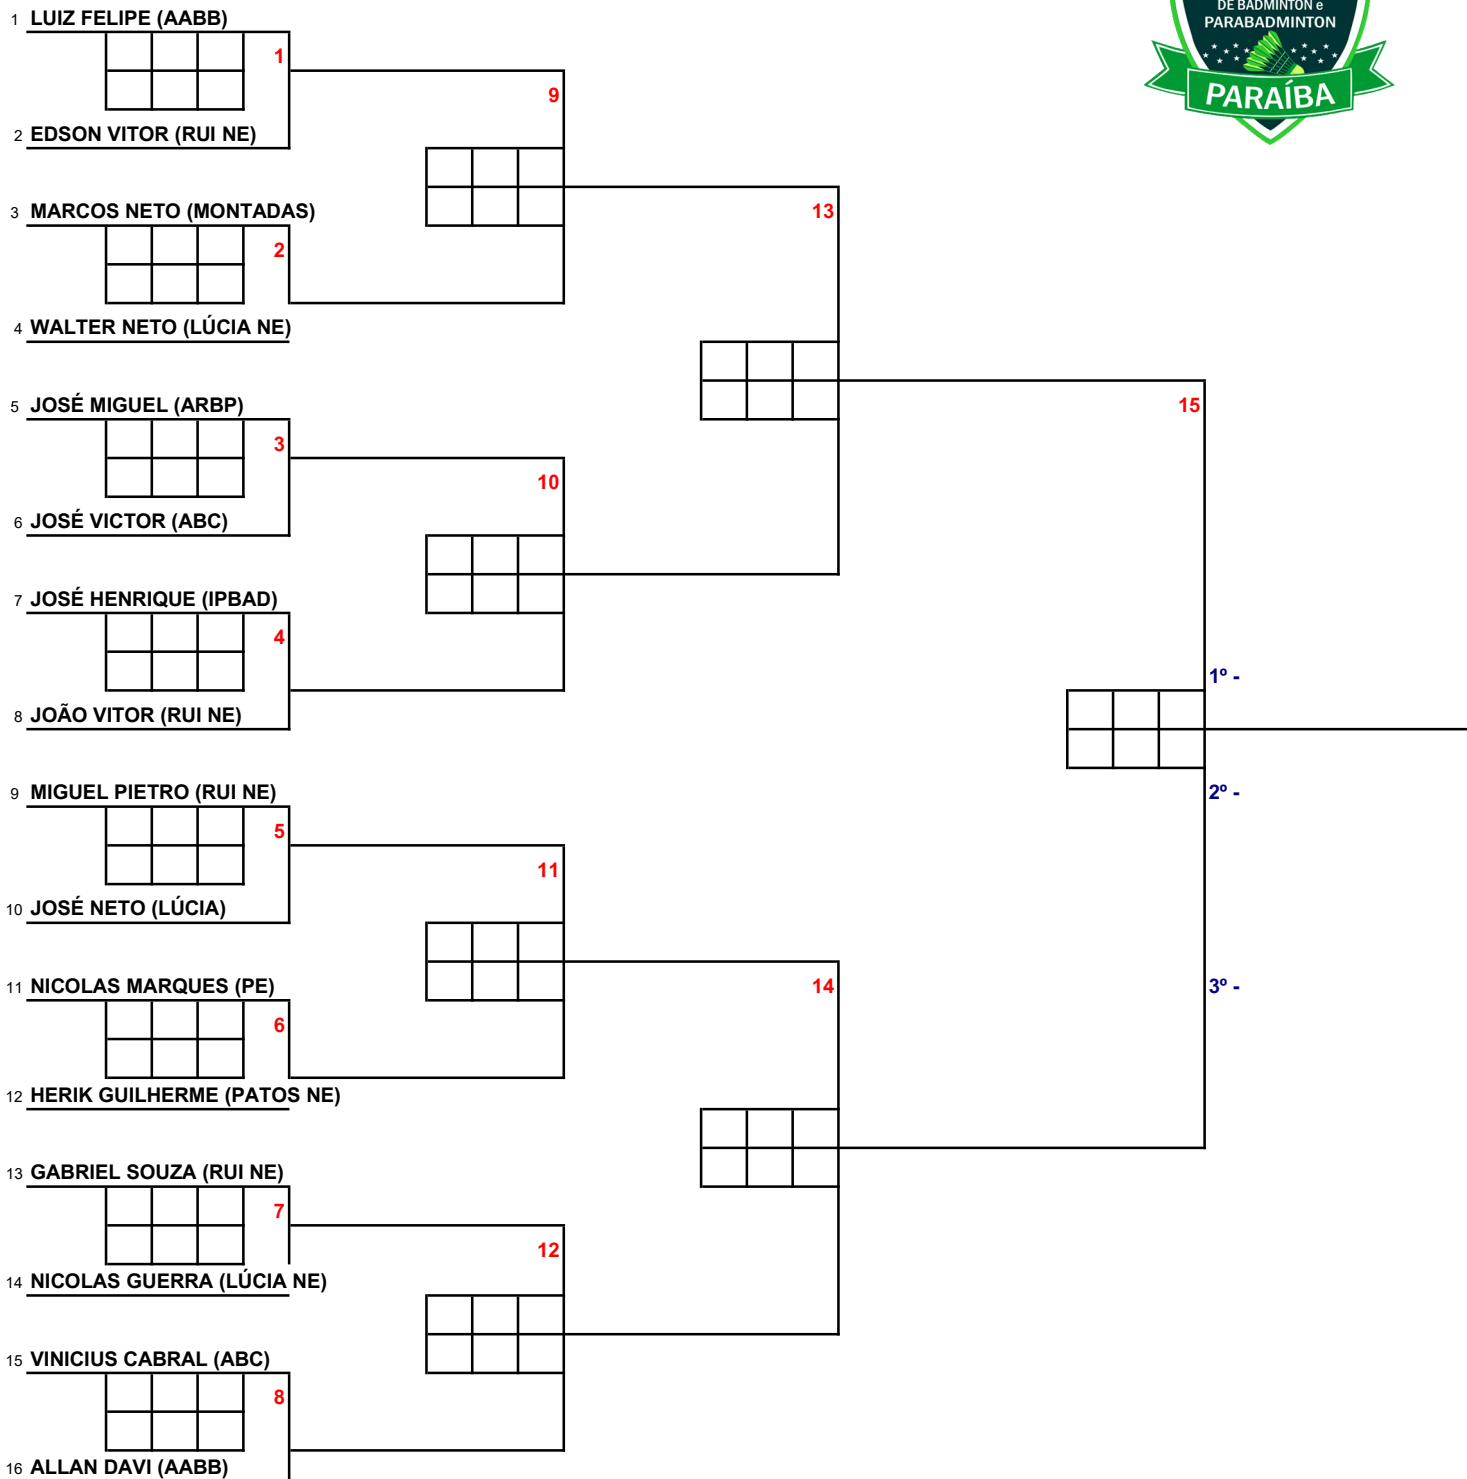 DE BADMINTON e
PARABADMINTON
PARAÍBA
1 LUIZ FELIPE (AABB)
1
9
2 EDSON VITOR (RUI NE)
3 MARCOS NETO (MONTADAS)
13
2
4 WALTER NETO (LÚCIA NE)
5 JOSÉ MIGUEL (ARBP)
15
3
10
6 JOSÉ VICTOR (ABC)
7 JOSÉ HENRIQUE (IPBAD)
4
1º -
8 JOÃO VITOR (RUI NE)
9 MIGUEL PIETRO (RUI NE)
2º -
5
11
10 JOSÉ NETO (LÚCIA)
11 NICOLAS MARQUES (PE)
14
3º -
6
12 HERIK GUILHERME (PATOS NE)
13 GABRIEL SOUZA (RUI NE)
7
12
14 NICOLAS GUERRA (LÚCIA NE)
15 VINICIUS CABRAL (ABC)
8
16 ALLAN DAVI (AABB)